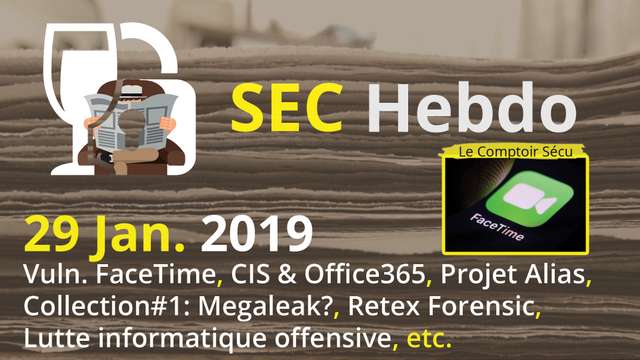 SEC Hebdo
Le Comptoir Sécu
FaceTime
29 Jan. 2019
Vuln. FaceTime, CIS & Office365, Projet Alias,
Collection#1: Megaleak?, Retex Forensic,
Lutte informatique offensive, etc.